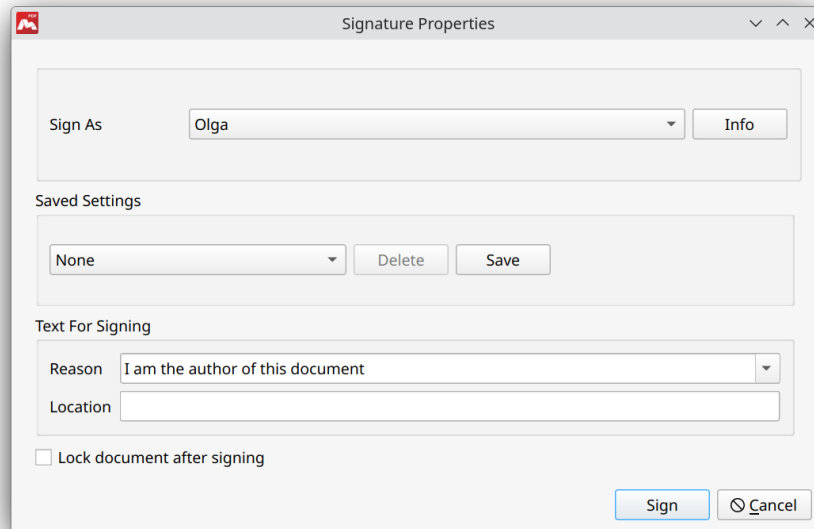 PDF
Signature Properties
Sign As Olga Info
Saved Settings
None Delete Save
Text For Signing
Reason I am the author of this document
Location
Lock document after signing
Sign Cancel